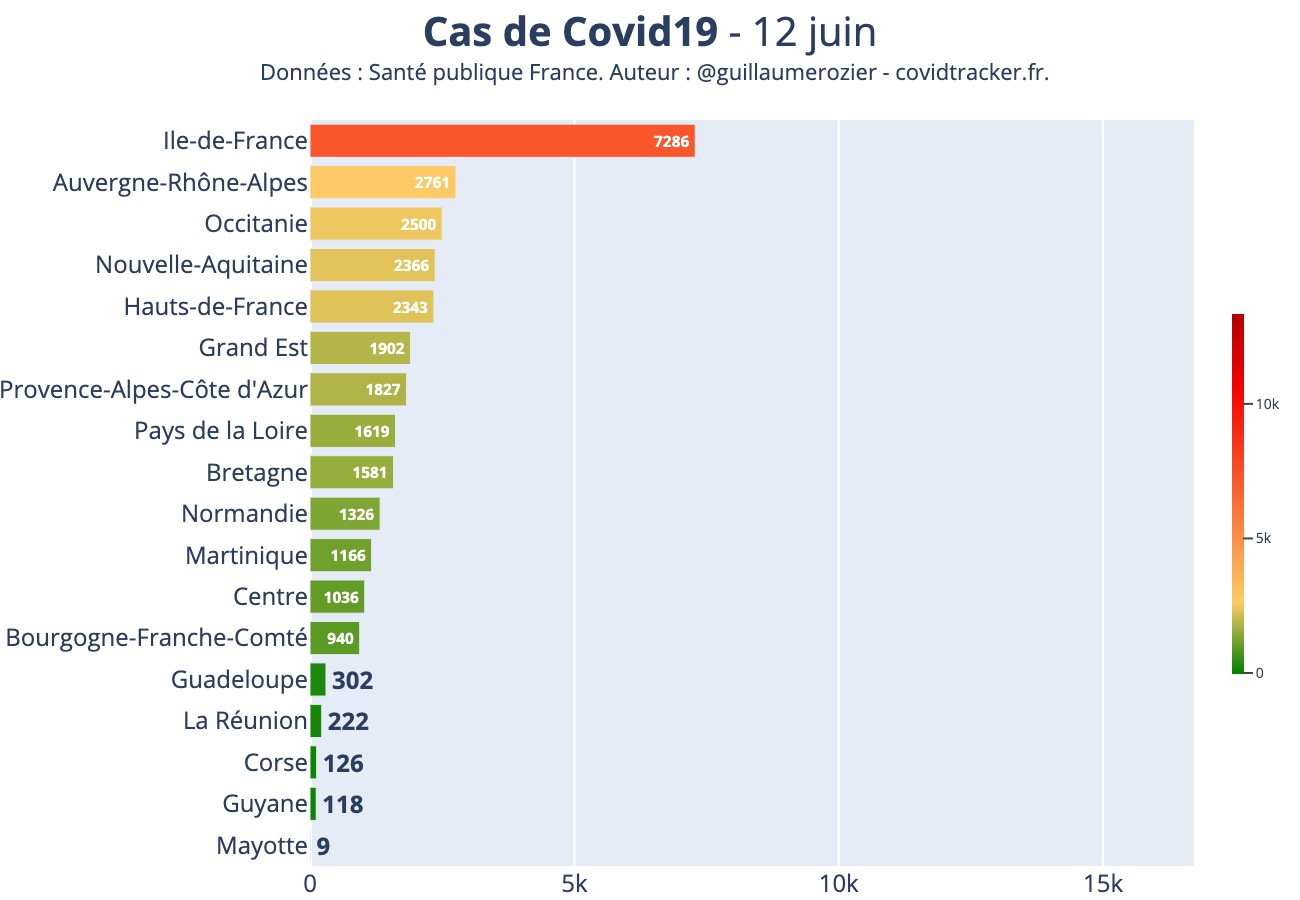 Cas de Covid19 - 12 juin
Données : Santé publique France. Auteur : @guillaumerozier - covidtracker.fr.
Ile-de-France 7286
Auvergne-Rhône-Alpes 2761
Occitanie 2500
Nouvelle-Aquitaine 2366
Hauts-de-France 2343
Grand Est 1902
Provence-Alpes-Côte d'Azur 1827
Pays de la Loire 1619
Bretagne 1581
Normandie 1326
Martinique 1166
Centre 1036
Bourgogne-Franche-Comté 940
Guadeloupe 302
La Réunion 222
Corse 126
Guyane 118
Mayotte 9
0 5k 10k 15k
10k
5k
0